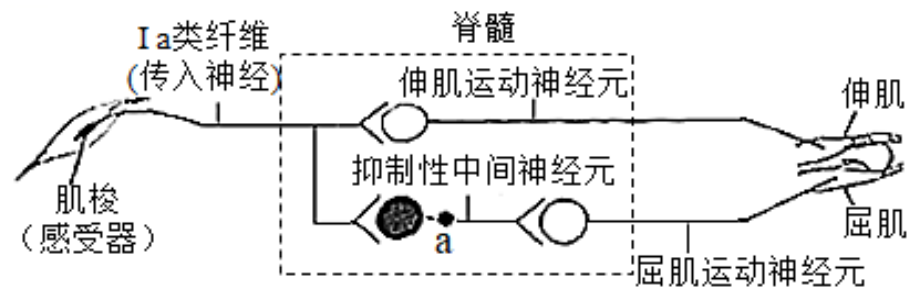 脊髓
Ia类纤维
(传入神经)
伸肌运动神经元
伸肌
抑制性中间神经元
肌梭
(感受器)
a
屈肌
屈肌运动神经元